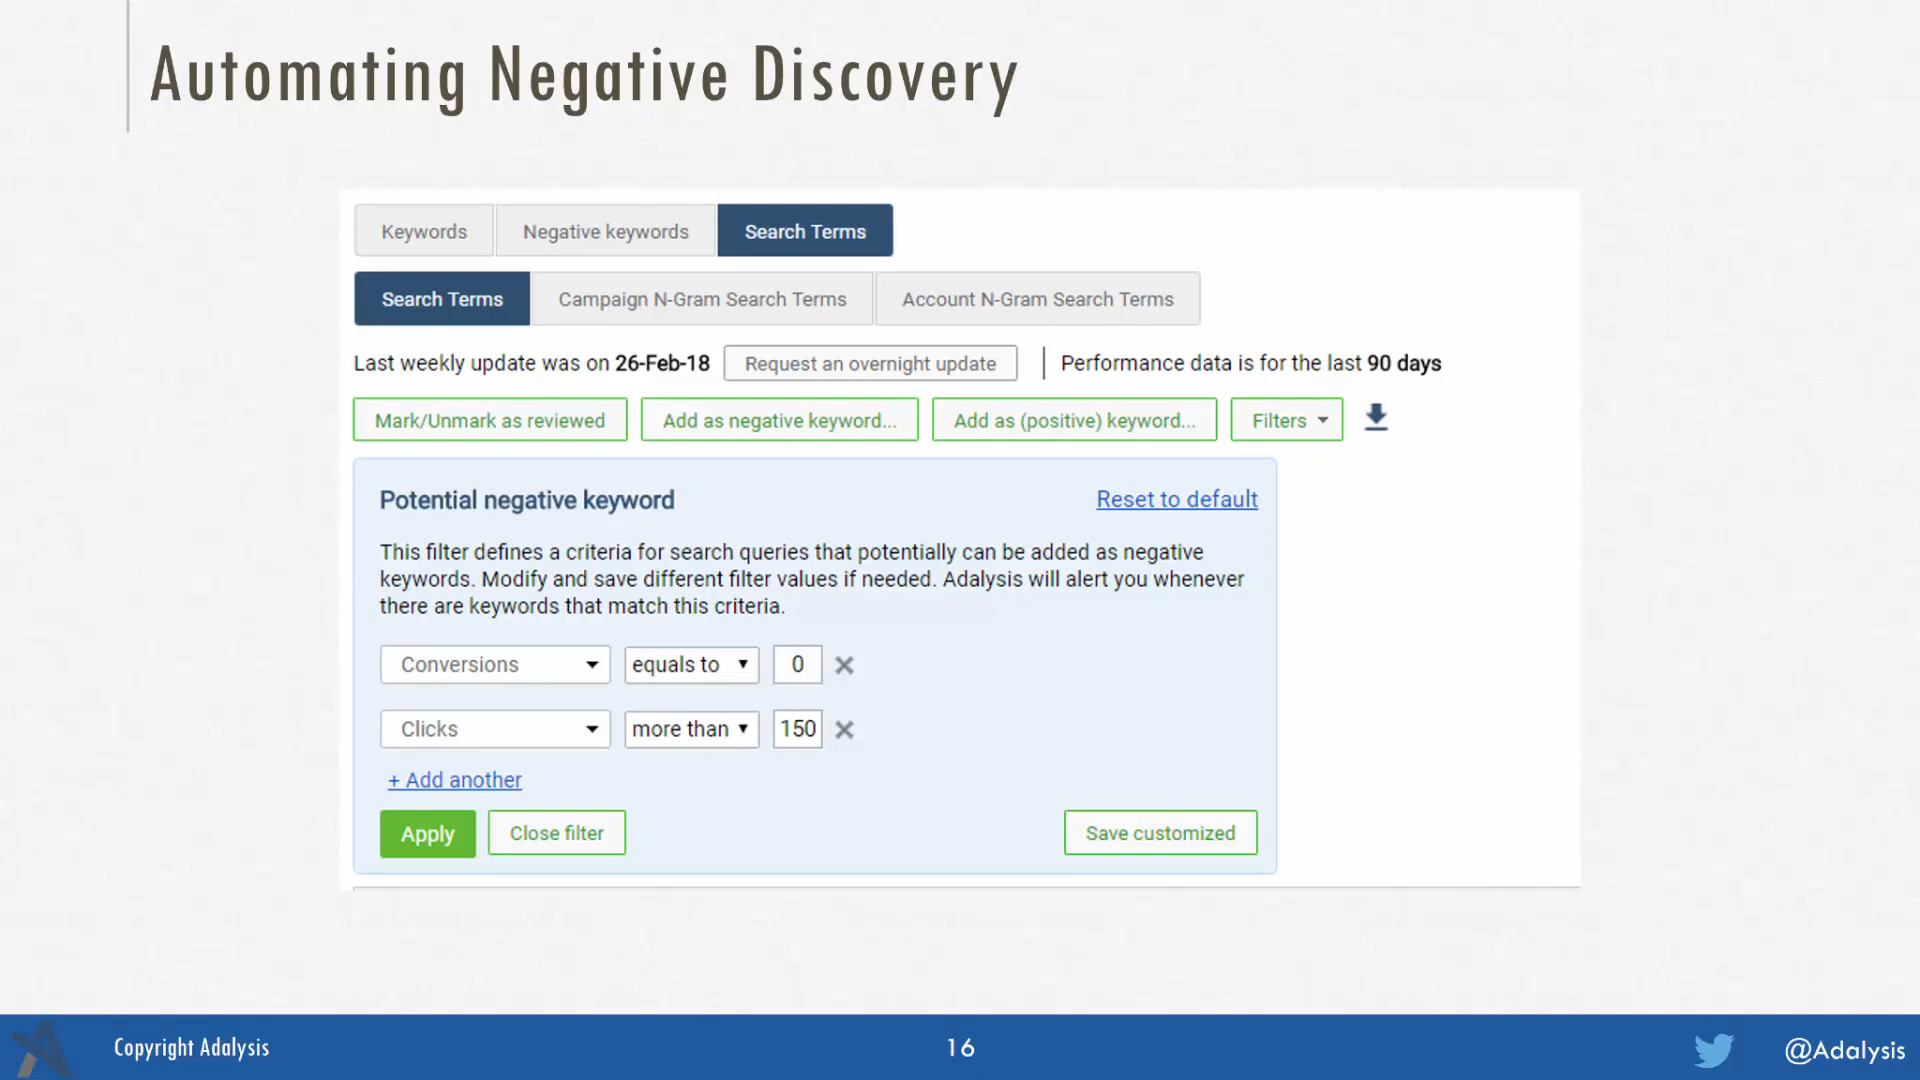 Automating Negative Discovery
Keywords Negative keywords Search Terms
Search Terms Campaign N-Gram Search Terms Account N-Gram Search Terms
Last weekly update was on 26-Feb-18 Request an overnight update Performance data is for the last 90 days
Mark/Unmark as reviewed Add as negative keyword... Add as (positive) keyword... Filters
Potential negative keyword Reset to default
This filter defines a criteria for search queries that potentially can be added as negative
keywords. Modify and save different filter values if needed. Adalysis will alert you whenever
there are keywords that match this criteria.
Conversions equals to 0
Clicks more than 150
+ Add another
Apply Close filter Save customized
Copyright Adalysis 16 @Adalysis